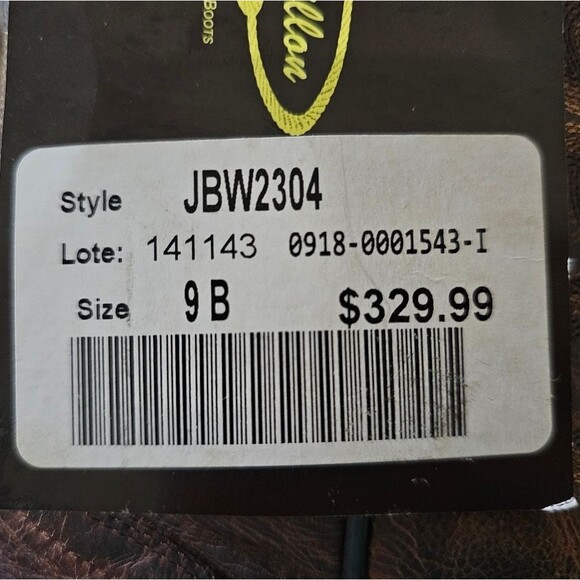 BOOTS
Style JBW2304
Lote: 141143 0918-0001543-I
Size 9 B $329.99